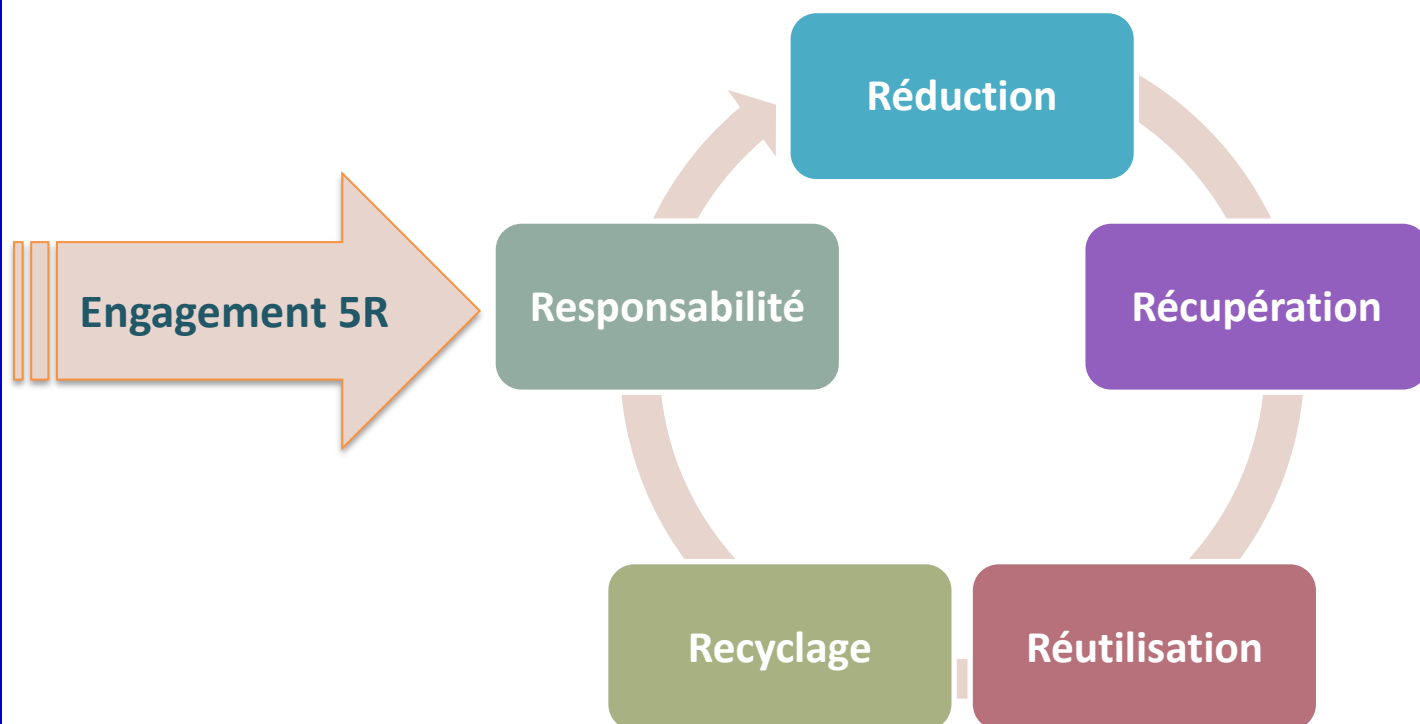 Réduction
Engagement 5R
Responsabilité
Récupération
Recyclage
Réutilisation